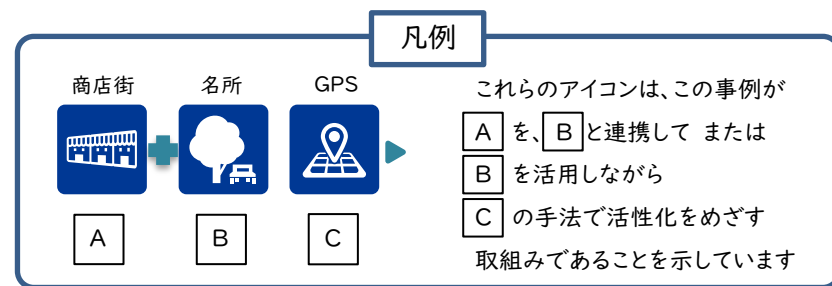 凡例
商店街 名所 GPS
A B C
これらのアイコンは、この事例が
A を、B と連携して または
B を活用しながら
C の手法で活性化をめざす
取組みであることを示しています